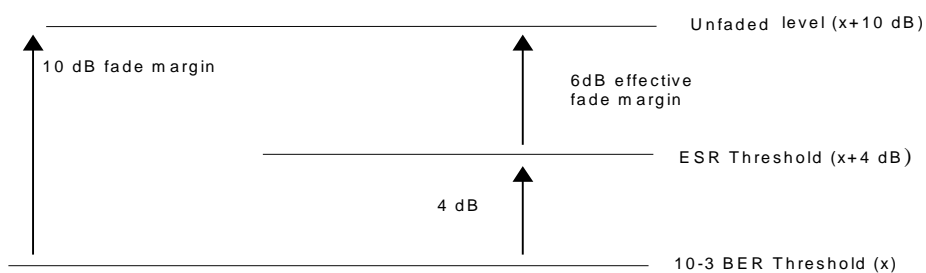 Unfaded level (x+10 dB)
10 dB fade margin
6dB effective
fade margin
ESR Threshold (x+4 dB)
4 dB
10-3 BER Threshold (x)